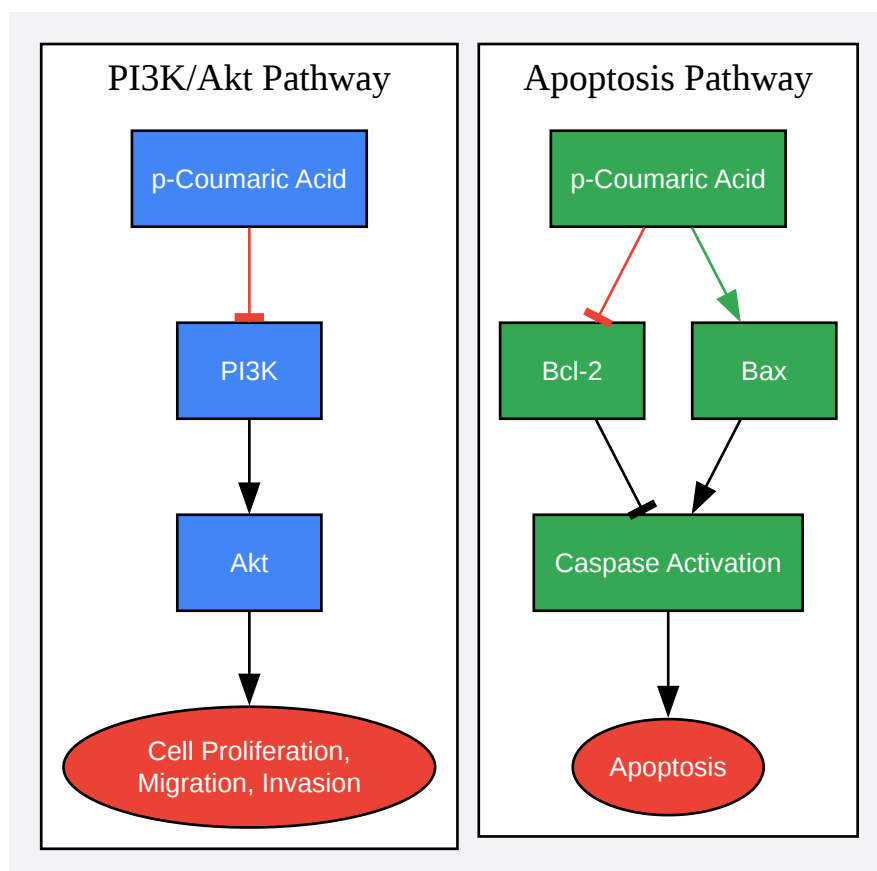 PI3K/Akt Pathway
p-Coumaric Acid
PI3K
Akt
Cell Proliferation,
Migration, Invasion
Apoptosis Pathway
p-Coumaric Acid
Bcl-2
Bax
Caspase Activation
Apoptosis